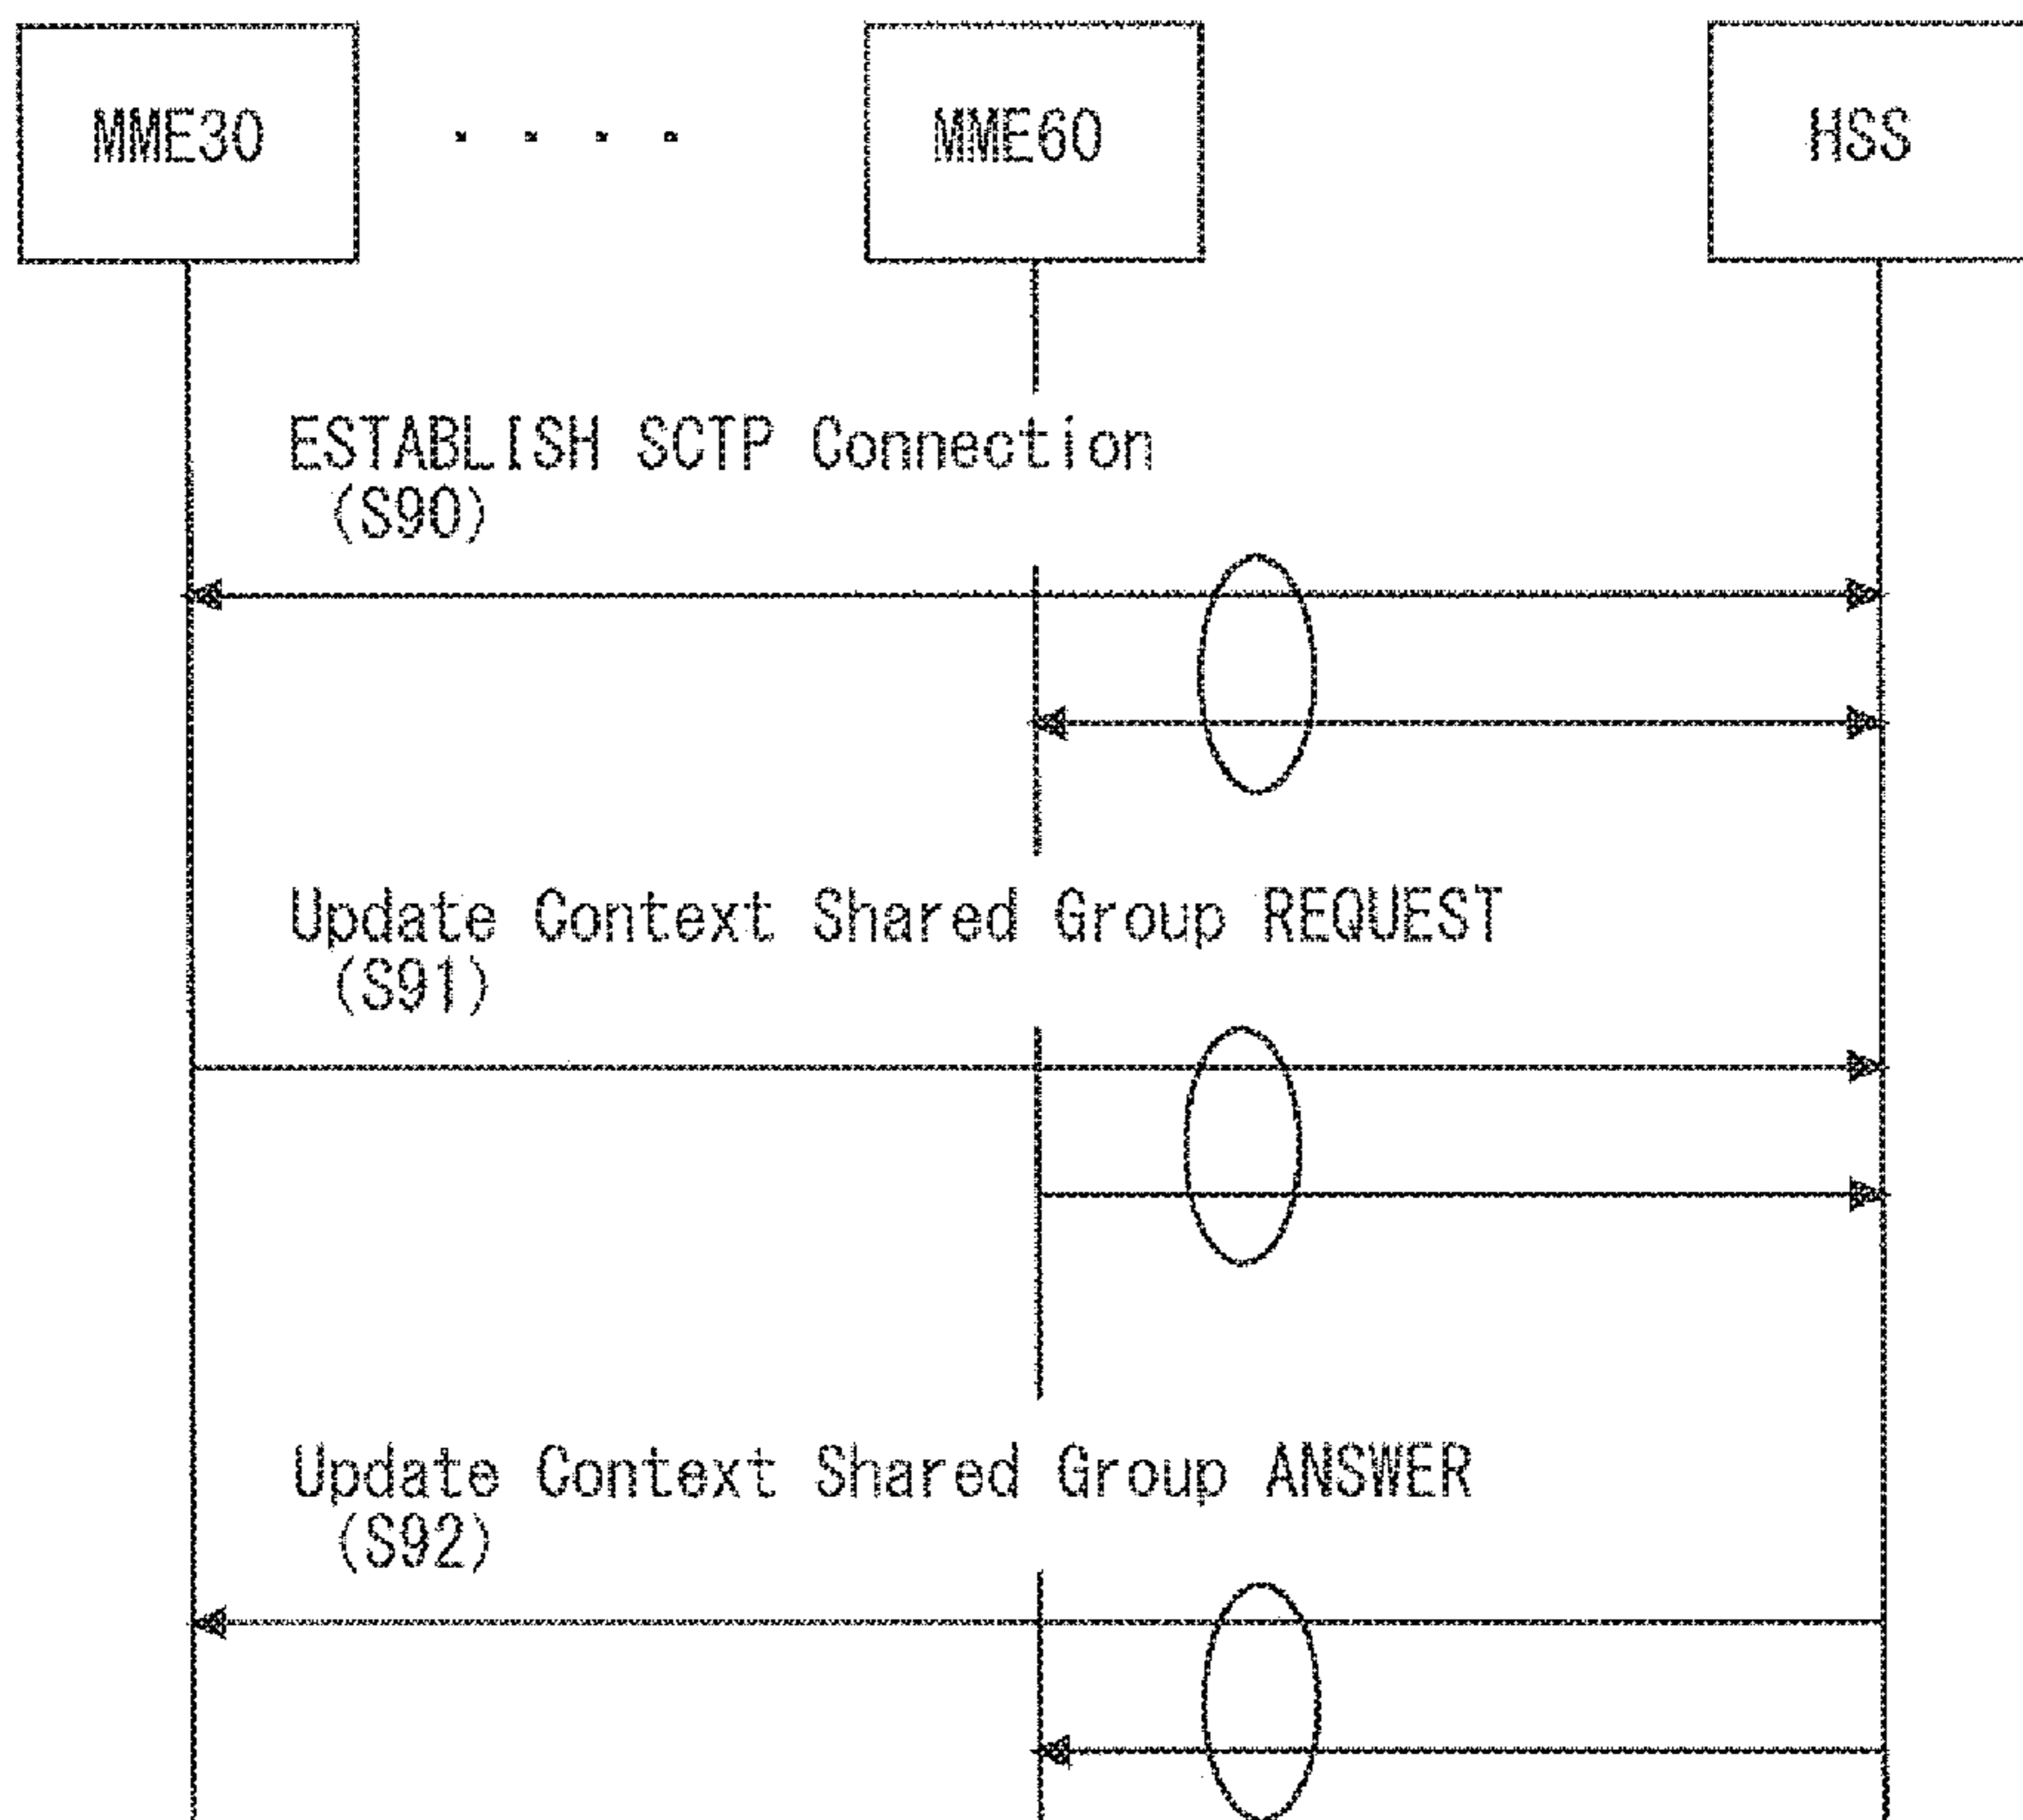 MME30
. . . .
MME60
HSS
ESTABLISH SCTP Connection
(S90)
Update Context Shared Group REQUEST
(S91)
Update Context Shared Group ANSWER
(S92)